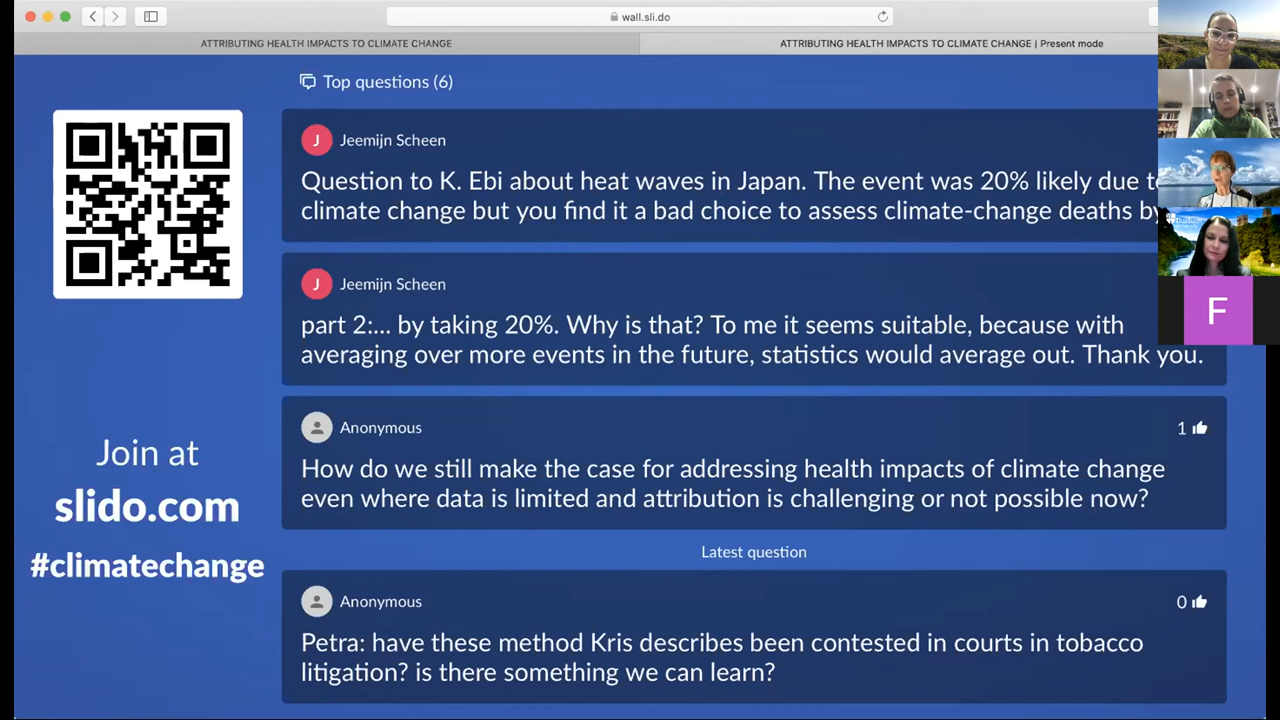 wall.sli.do
ATTRIBUTING HEALTH IMPACTS TO CLIMATE CHANGE
ATTRIBUTING HEALTH IMPACTS TO CLIMATE CHANGE | Present mode
Top questions (6)
J
Jeemijn Scheen
Question to K. Ebi about heat waves in Japan. The event was 20% likely due to
climate change but you find it a bad choice to assess climate-change deaths by
J
Jeemijn Scheen
part 2:... by taking 20%. Why is that? To me it seems suitable, because with
averaging over more events in the future, statistics would average out. Thank you.
Anonymous
1
How do we still make the case for addressing health impacts of climate change
even where data is limited and attribution is challenging or not possible now?
Latest question
Anonymous
0
Petra: have these method Kris describes been contested in courts in tobacco
litigation? is there something we can learn?
Join at
slido.com
#climatechange
F